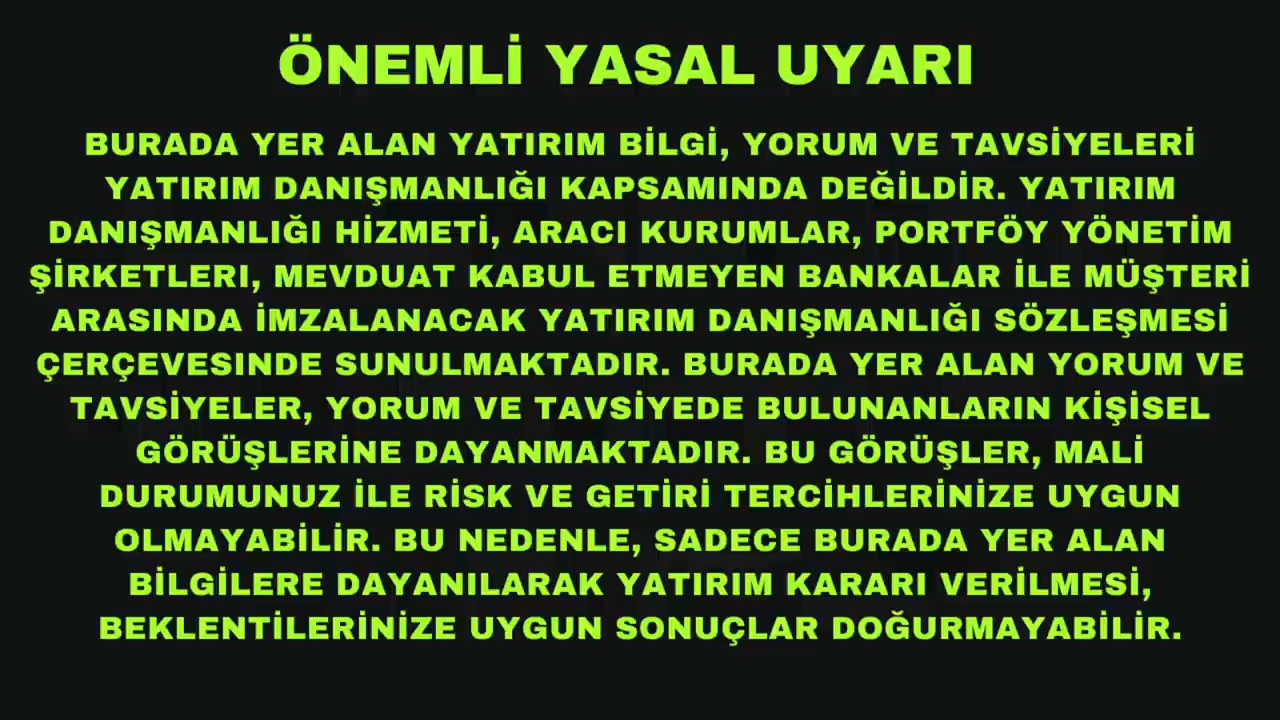 ÖNEMLİ YASAL UYARI
BURADA YER ALAN YATIRIM BİLGİ, YORUM VE TAVSİYELERİ
YATIRIM DANIŞMANLIĞI KAPSAMINDA DEĞİLDİR. YATIRIM
DANIŞMANLIĞI HİZMETİ, ARACI KURUMLAR, PORTFÖY YÖNETİM
ŞİRKETLERI, MEVDUAT KABUL ETMEYEN BANKALAR İLE MÜŞTERİ
ARASINDA İMZALANACAK YATIRIM DANIŞMANLIĞI SÖZLEŞMESİ
ÇERÇEVESINDE SUNULMAKTADIR. BURADA YER ALAN YORUM VE
TAVSİYELER, YORUM VE TAVSİYEDE BULUNANLARIN KİŞİSEL
GÖRÜŞLERİNE DAYANMAKTADIR. BU GÖRÜŞLER, MALİ
DURUMUNUZ İLE RİSK VE GETİRİ TERCİHLERİNİZE UYGUN
OLMAYABİLİR. BU NEDENLE, SADECE BURADA YER ALAN
BİLGİLERE DAYANILARAK YATIRIM KARARI VERİLMESİ,
BEKLENTİLERİNİZE UYGUN SONUÇLAR DOĞURMAYABİLİR.